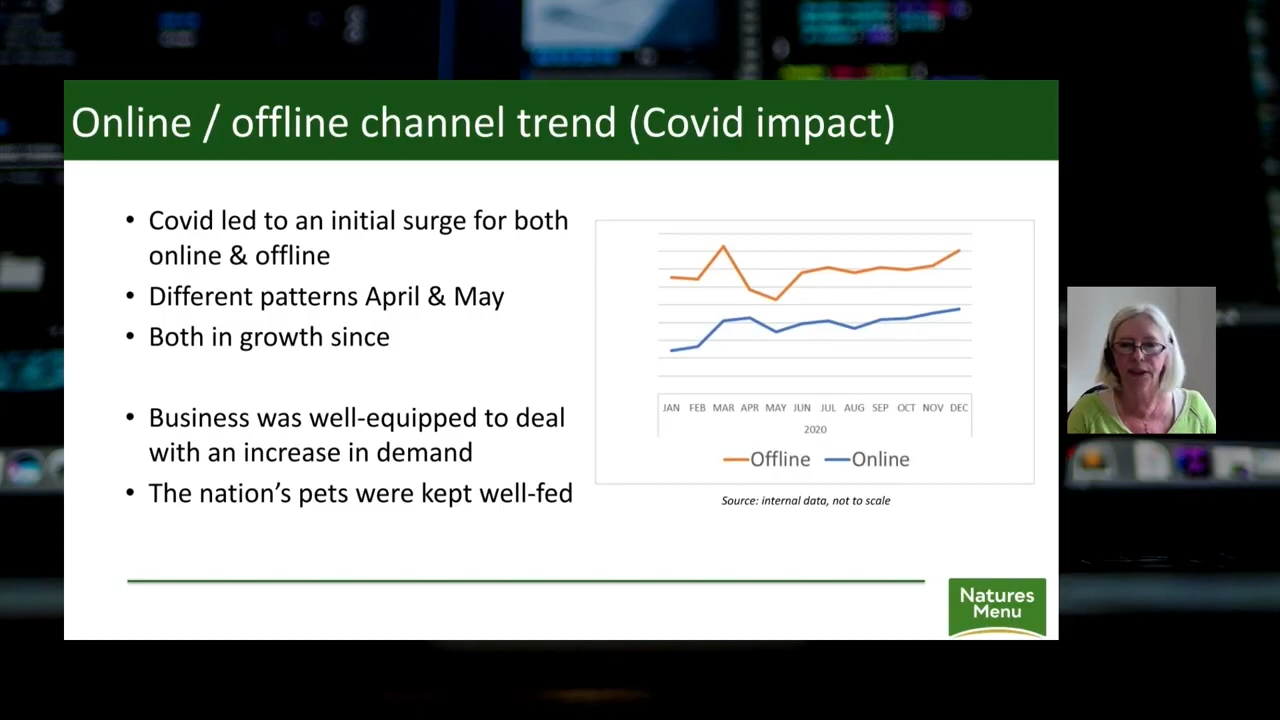 Online / offline channel trend (Covid impact)
• Covid led to an initial surge for both
online & offline
• Different patterns April & May
• Both in growth since
• Business was well-equipped to deal
with an increase in demand
• The nation's pets were kept well-fed
JAN FEB MAR APR MAY JUN JUL AUG SEP OCT NOV DEC
2020
Offline Online
Source: internal data, not to scale
Natures
Menu